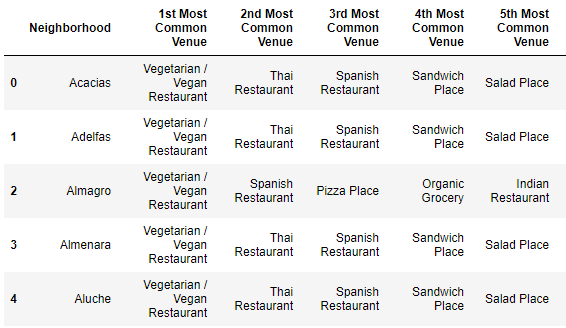 Neighborhood 1st Most Common Venue 2nd Most Common Venue 3rd Most Common Venue 4th Most Common Venue 5th Most Common Venue
0 Acacias Vegetarian / Vegan Restaurant Thai Restaurant Spanish Restaurant Sandwich Place Salad Place
1 Adelfas Vegetarian / Vegan Restaurant Thai Restaurant Spanish Restaurant Sandwich Place Salad Place
2 Almagro Vegetarian / Vegan Restaurant Spanish Restaurant Pizza Place Organic Grocery Indian Restaurant
3 Almenara Vegetarian / Vegan Restaurant Thai Restaurant Spanish Restaurant Sandwich Place Salad Place
4 Aluche Vegetarian / Vegan Restaurant Thai Restaurant Spanish Restaurant Sandwich Place Salad Place